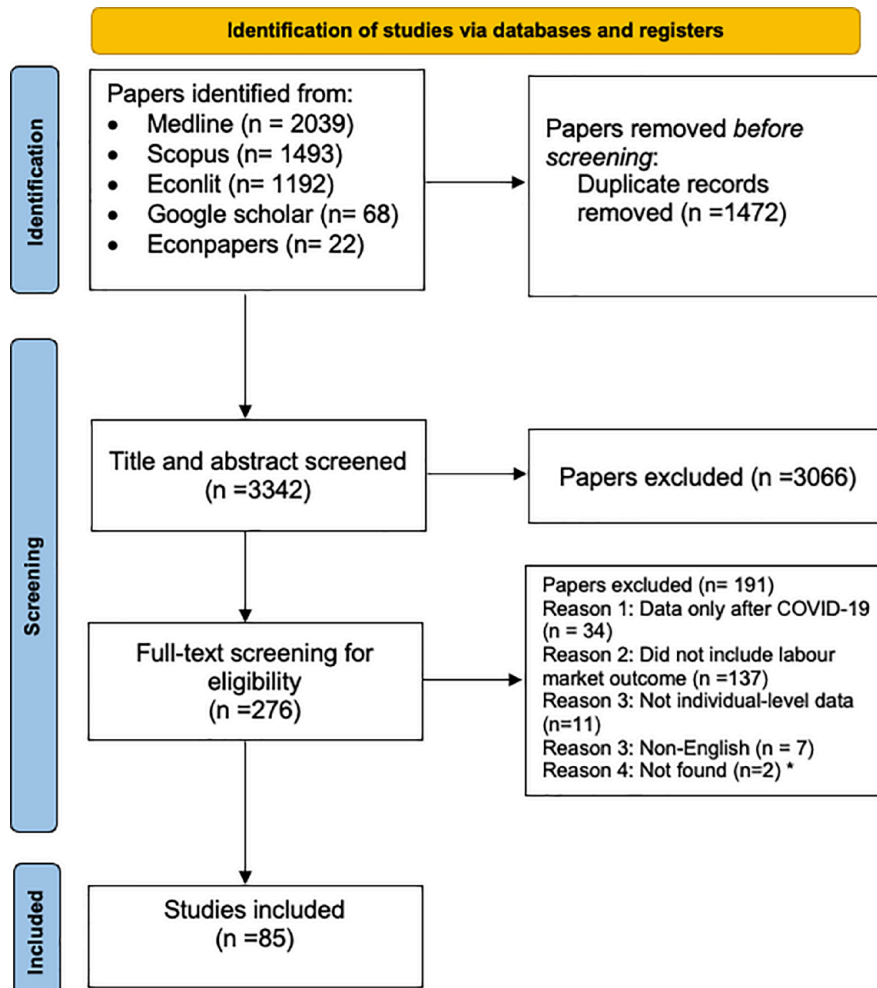 Identification of studies via databases and registers
Identification
Papers identified from:
• Medline (n = 2039)
• Scopus (n= 1493)
• Econlit (n= 1192)
• Google scholar (n= 68)
• Econpapers (n= 22)
Papers removed before
screening:
Duplicate records
removed (n =1472)
Screening
Title and abstract screened
(n =3342)
Papers excluded (n =3066)
Full-text screening for
eligibility
(n =276)
Papers excluded (n= 191)
Reason 1: Data only after COVID-19
(n = 34)
Reason 2: Did not include labour
market outcome (n =137)
Reason 3: Not individual-level data
(n=11)
Reason 3: Non-English (n = 7)
Reason 4: Not found (n=2) *
Included
Studies included
(n =85)